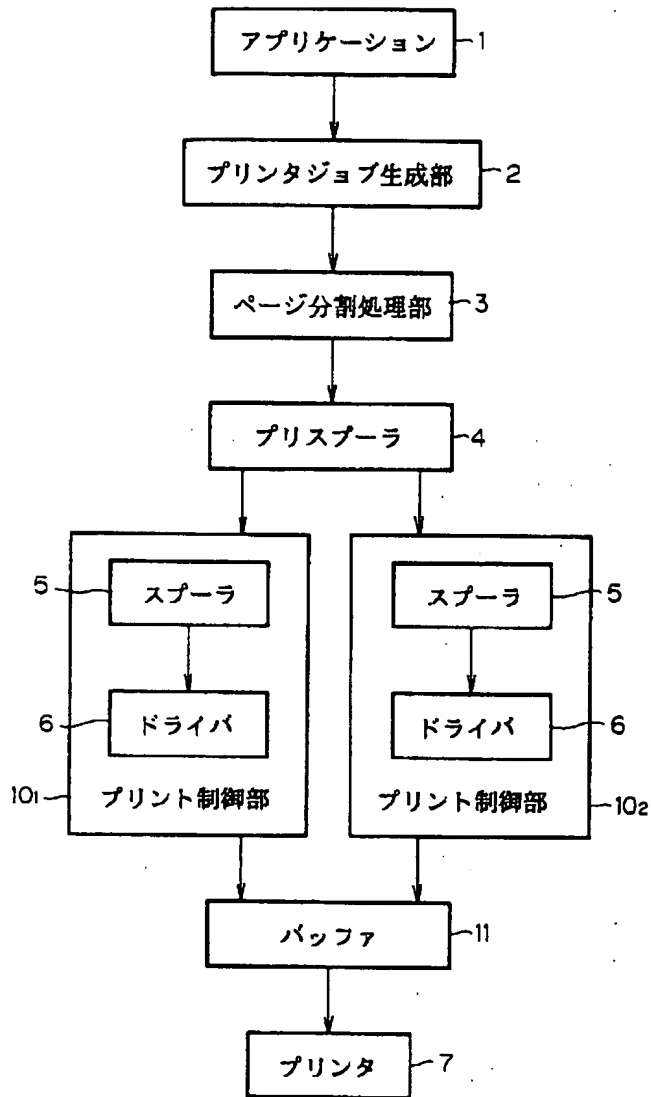 アプリケーション 1
プリンタジョブ生成部 2
ページ分割処理部 3
プリスプーラ 4
5 スプーラ
スプーラ 5
6 ドライバ
ドライバ 6
10₁ プリント制御部
プリント制御部 10₂
バッファ 11
プリンタ 7